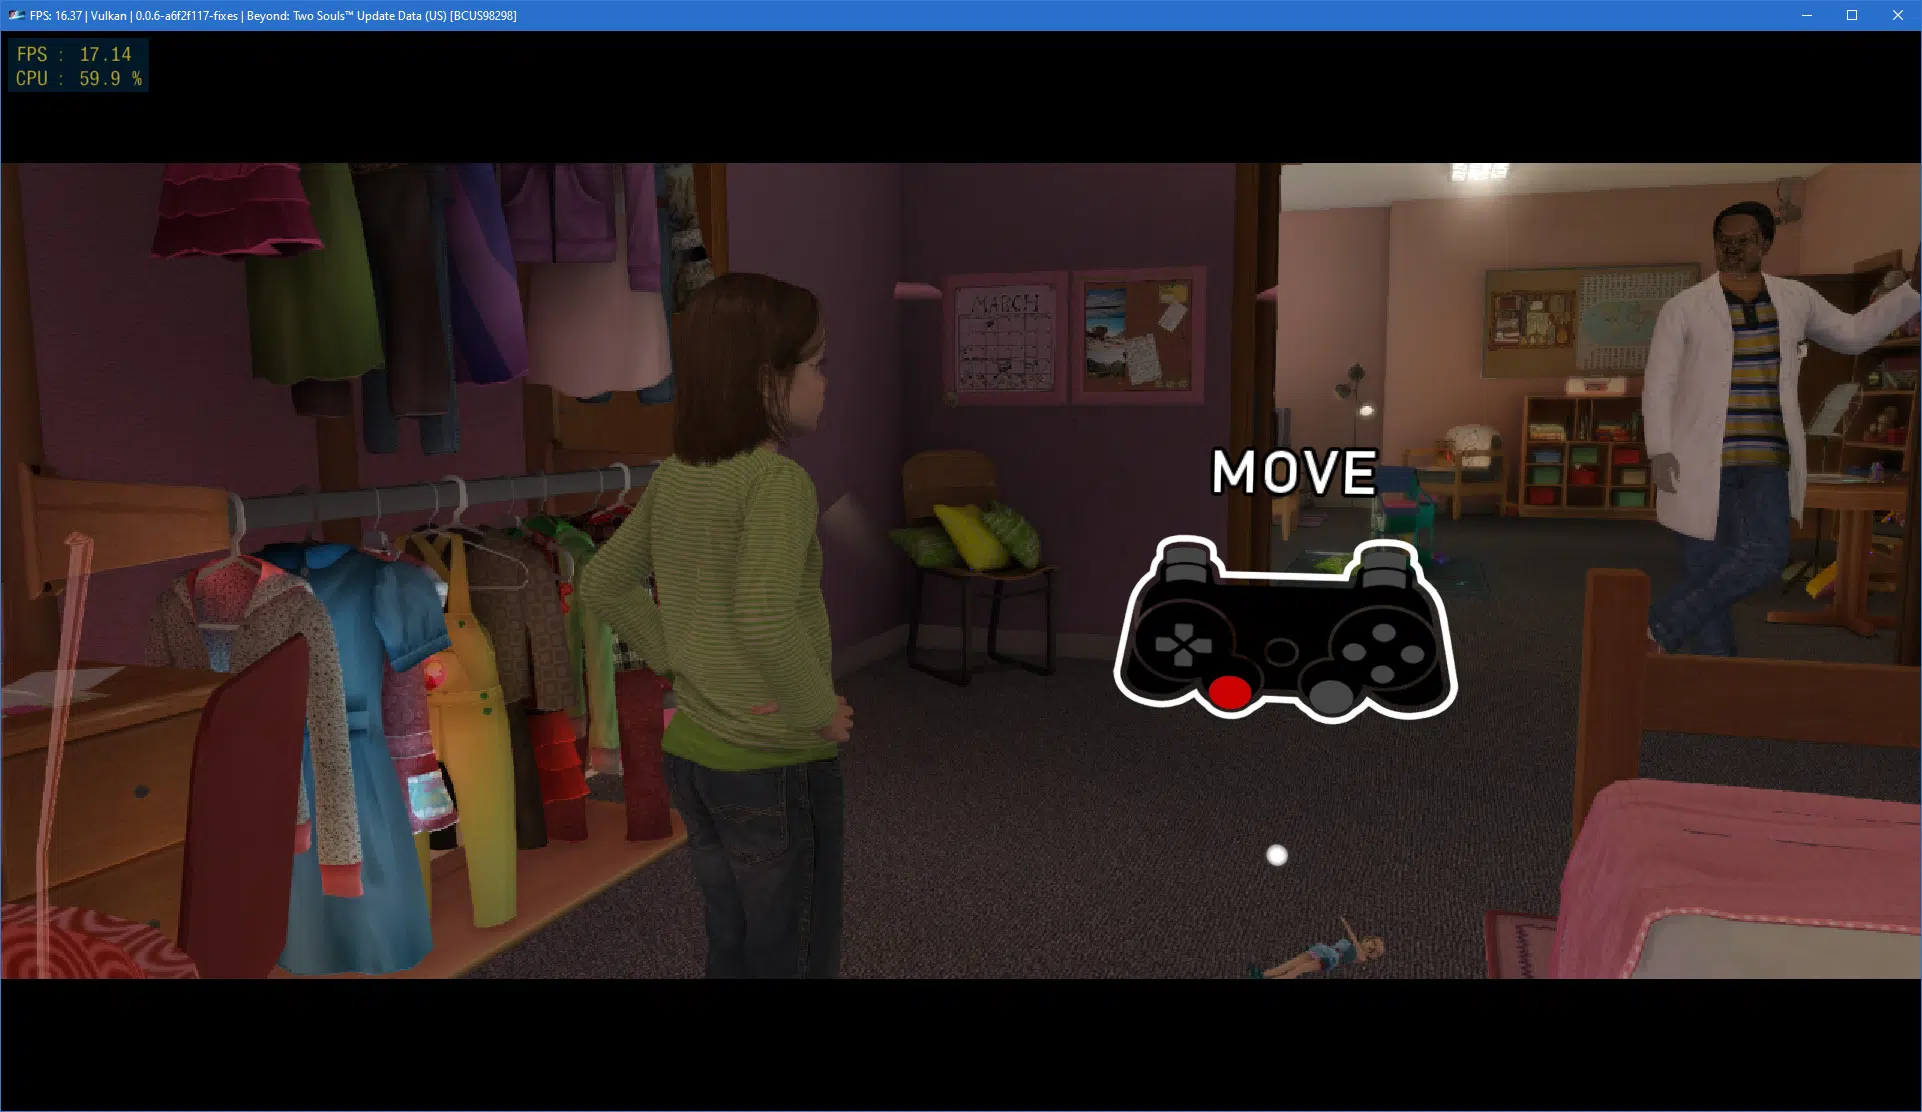 FPS: 16.37 | Vulkan | 0.0.6-a6f2f117-fixes | Beyond: Two Souls™ Update Data (US) [BCUS98298]
FPS : 17.14
CPU : 59.9 %
MARCH
MOVE